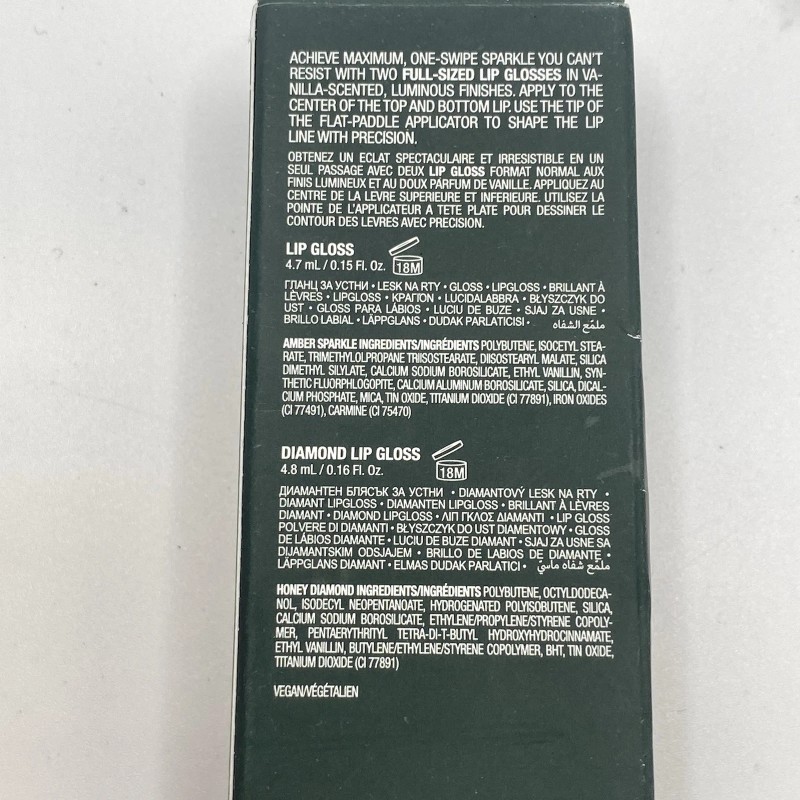 ACHIEVE MAXIMUM, ONE-SWIPE SPARKLE YOU CAN'T
RESIST WITH TWO FULL-SIZED LIP GLOSSES IN VA-
NILLA-SCENTED, LUMINOUS FINISHES. APPLY TO THE
CENTER OF THE TOP AND BOTTOM LIP. USE THE TIP OF
THE FLAT-PADDLE APPLICATOR TO SHAPE THE LIP
LINE WITH PRECISION.
OBTENEZ UN ECLAT SPECTACULAIRE ET IRRESISTIBLE EN UN
SEUL PASSAGE AVEC DEUX LIP GLOSS FORMAT NORMAL AUX
FINIS LUMINEUX ET AU DOUX PARFUM DE VANILLE. APPLIQUEZ AU
CENTRE DE LA LEVRE SUPERIEURE ET INFERIEURE. UTILISEZ LA
POINTE DE L'APPLICATEUR A TETE PLATE POUR DESSINER LE
CONTOUR DES LEVRES AVEC PRECISION.
LIP GLOSS
4.7 mL / 0.15 Fl. Oz. 18M
ГЛАНЦ ЗА УСТНИ • LESK NA RTY • GLOSS • LIPGLOSS • BRILLANT À
LÈVRES • LIPGLOSS • ΚΡΑΓΙΟΝ • LUCIDALABBRA • BŁYSZCZYK DO
UST • GLOSS PARA LÁBIOS • LUCIU DE BUZE • SJAJ ZA USNE •
BRILLO LABIAL • LÄPPGLANS • DUDAK PARLATICISI • ملمّع الشفاه
AMBER SPARKLE INGREDIENTS/INGRÉDIENTS POLYBUTENE, ISOCETYL STEA-
RATE, TRIMETHYLOLPROPANE TRIISOSTEARATE, DIISOSTEARYL MALATE, SILICA
DIMETHYL SILYLATE, CALCIUM SODIUM BOROSILICATE, ETHYL VANILLIN, SYN-
THETIC FLUORPHLOGOPITE, CALCIUM ALUMINUM BOROSILICATE, SILICA, DICAL-
CIUM PHOSPHATE, MICA, TIN OXIDE, TITANIUM DIOXIDE (CI 77891), IRON OXIDES
(CI 77491), CARMINE (CI 75470)
DIAMOND LIP GLOSS
4.8 mL / 0.16 Fl. Oz. 18M
ДИАМАНТЕН БЛЯСЪК ЗА УСТНИ • DIAMANTOVÝ LESK NA RTY •
DIAMANT LIPGLOSS • DIAMANTEN LIPGLOSS • BRILLANT À LÈVRES
DIAMANT • DIAMOND LIPGLOSS • ΛΙΠ ΓΚΛΟΣ ΔΙΑΜΑΝΤΙ • LIP GLOSS
POLVERE DI DIAMANTI • BŁYSZCZYK DO UST DIAMENTOWY • GLOSS
DE LÁBIOS DIAMANTE • LUCIU DE BUZE DIAMANT • SJAJ ZA USNE SA
DIJAMANTSKIM ODSJAJEM • BRILLO DE LABIOS DE DIAMANTE •
LÄPPGLANS DIAMANT • ELMAS DUDAK PARLATICI • ملمّع شفاه ماسي
HONEY DIAMOND INGREDIENTS/INGRÉDIENTS POLYBUTENE, OCTYLDODECA-
NOL, ISODECYL NEOPENTANOATE, HYDROGENATED POLYISOBUTENE, SILICA,
CALCIUM SODIUM BOROSILICATE, ETHYLENE/PROPYLENE/STYRENE COPOLY-
MER, PENTAERYTHRITYL TETRA-DI-T-BUTYL HYDROXYHYDROCINNAMATE,
ETHYL VANILLIN, BUTYLENE/ETHYLENE/STYRENE COPOLYMER, BHT, TIN OXIDE,
TITANIUM DIOXIDE (CI 77891)
VEGAN/VÉGÉTALIEN